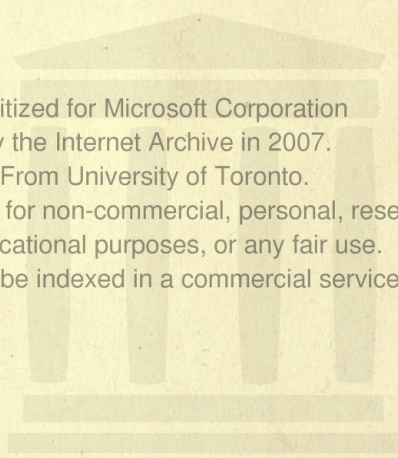 itized for Microsoft Corporation
the Internet Archive in 2007.
From University of Toronto.
for non-commercial, personal, rese
cational purposes, or any fair use.
be indexed in a commercial service